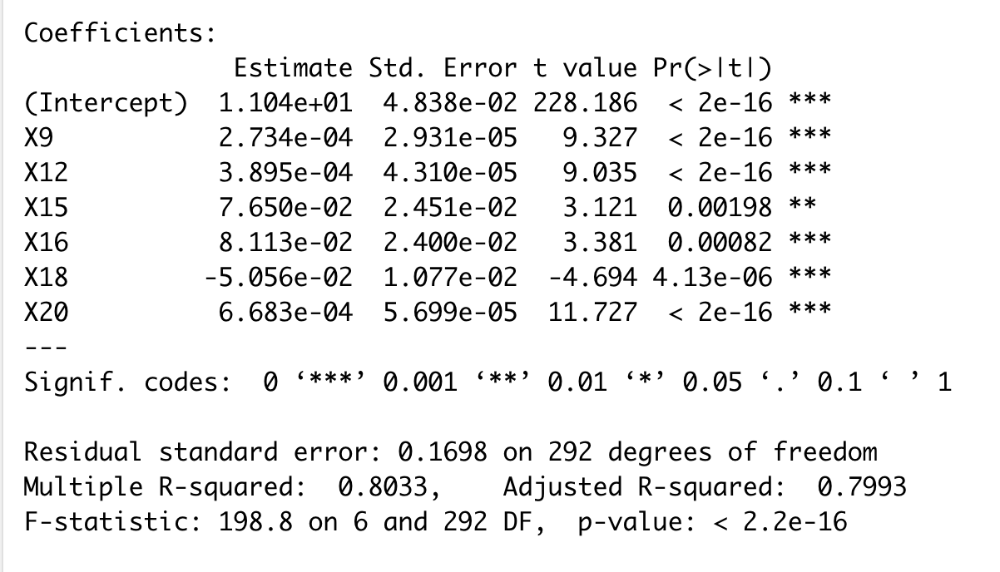 Coefficients:
              Estimate Std. Error t value Pr(>|t|)
(Intercept)  1.104e+01  4.838e-02 228.186  < 2e-16 ***
X9           2.734e-04  2.931e-05   9.327  < 2e-16 ***
X12          3.895e-04  4.310e-05   9.035  < 2e-16 ***
X15          7.650e-02  2.451e-02   3.121  0.00198 **
X16          8.113e-02  2.400e-02   3.381  0.00082 ***
X18         -5.056e-02  1.077e-02  -4.694 4.13e-06 ***
X20          6.683e-04  5.699e-05  11.727  < 2e-16 ***
---
Signif. codes:  0 ‘***’ 0.001 ‘**’ 0.01 ‘*’ 0.05 ‘.’ 0.1 ‘ ’ 1
Residual standard error: 0.1698 on 292 degrees of freedom
Multiple R-squared:  0.8033,    Adjusted R-squared:  0.7993
F-statistic: 198.8 on 6 and 292 DF,  p-value: < 2.2e-16